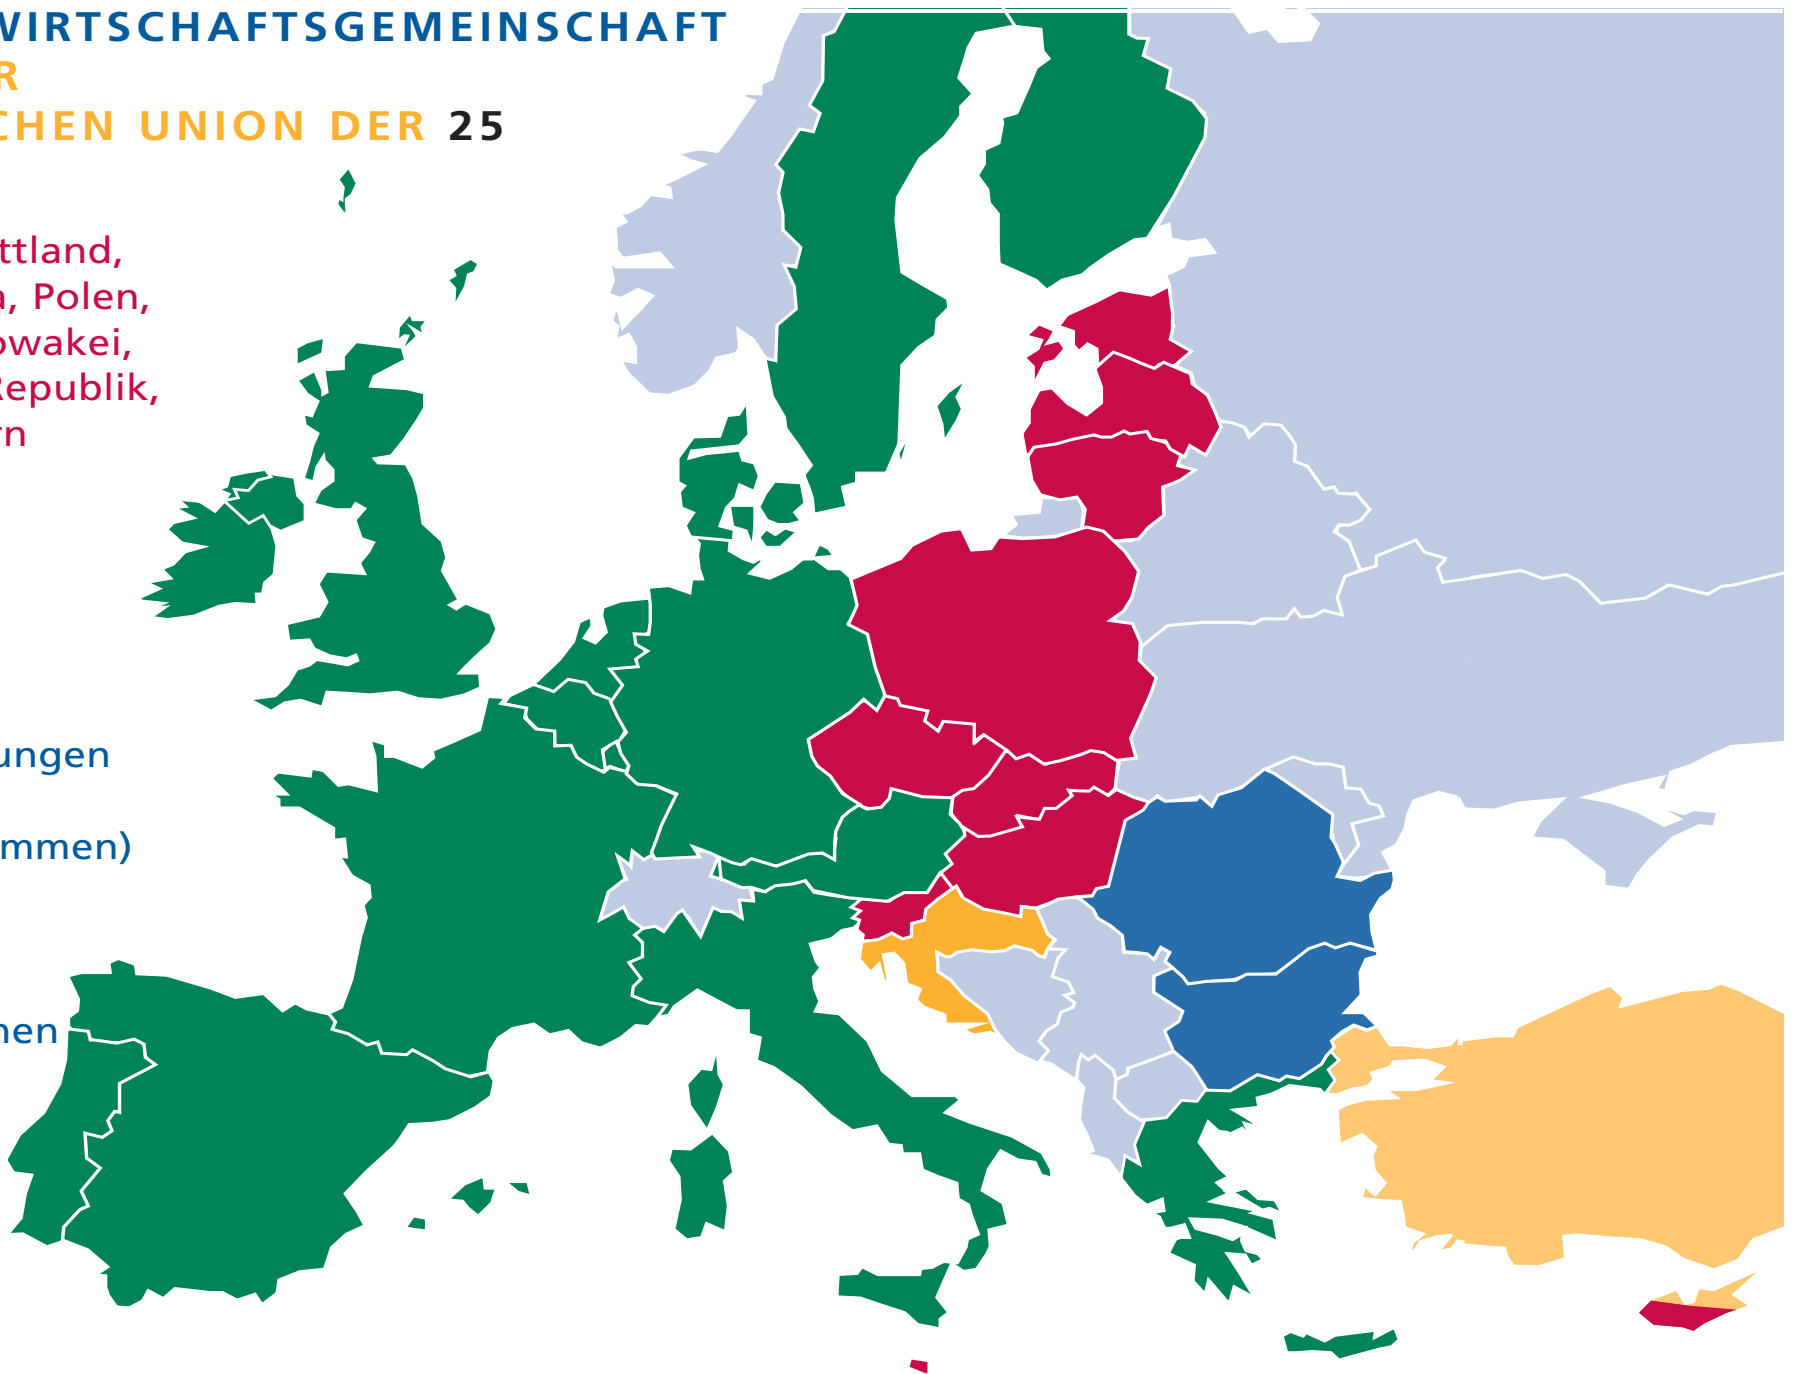 WIRTSCHAFTSGEMEINSCHAFT
R
CHEN UNION DER 25
ttland,
a, Polen,
owakei,
Republik,
rn
ungen
mmen)
nen